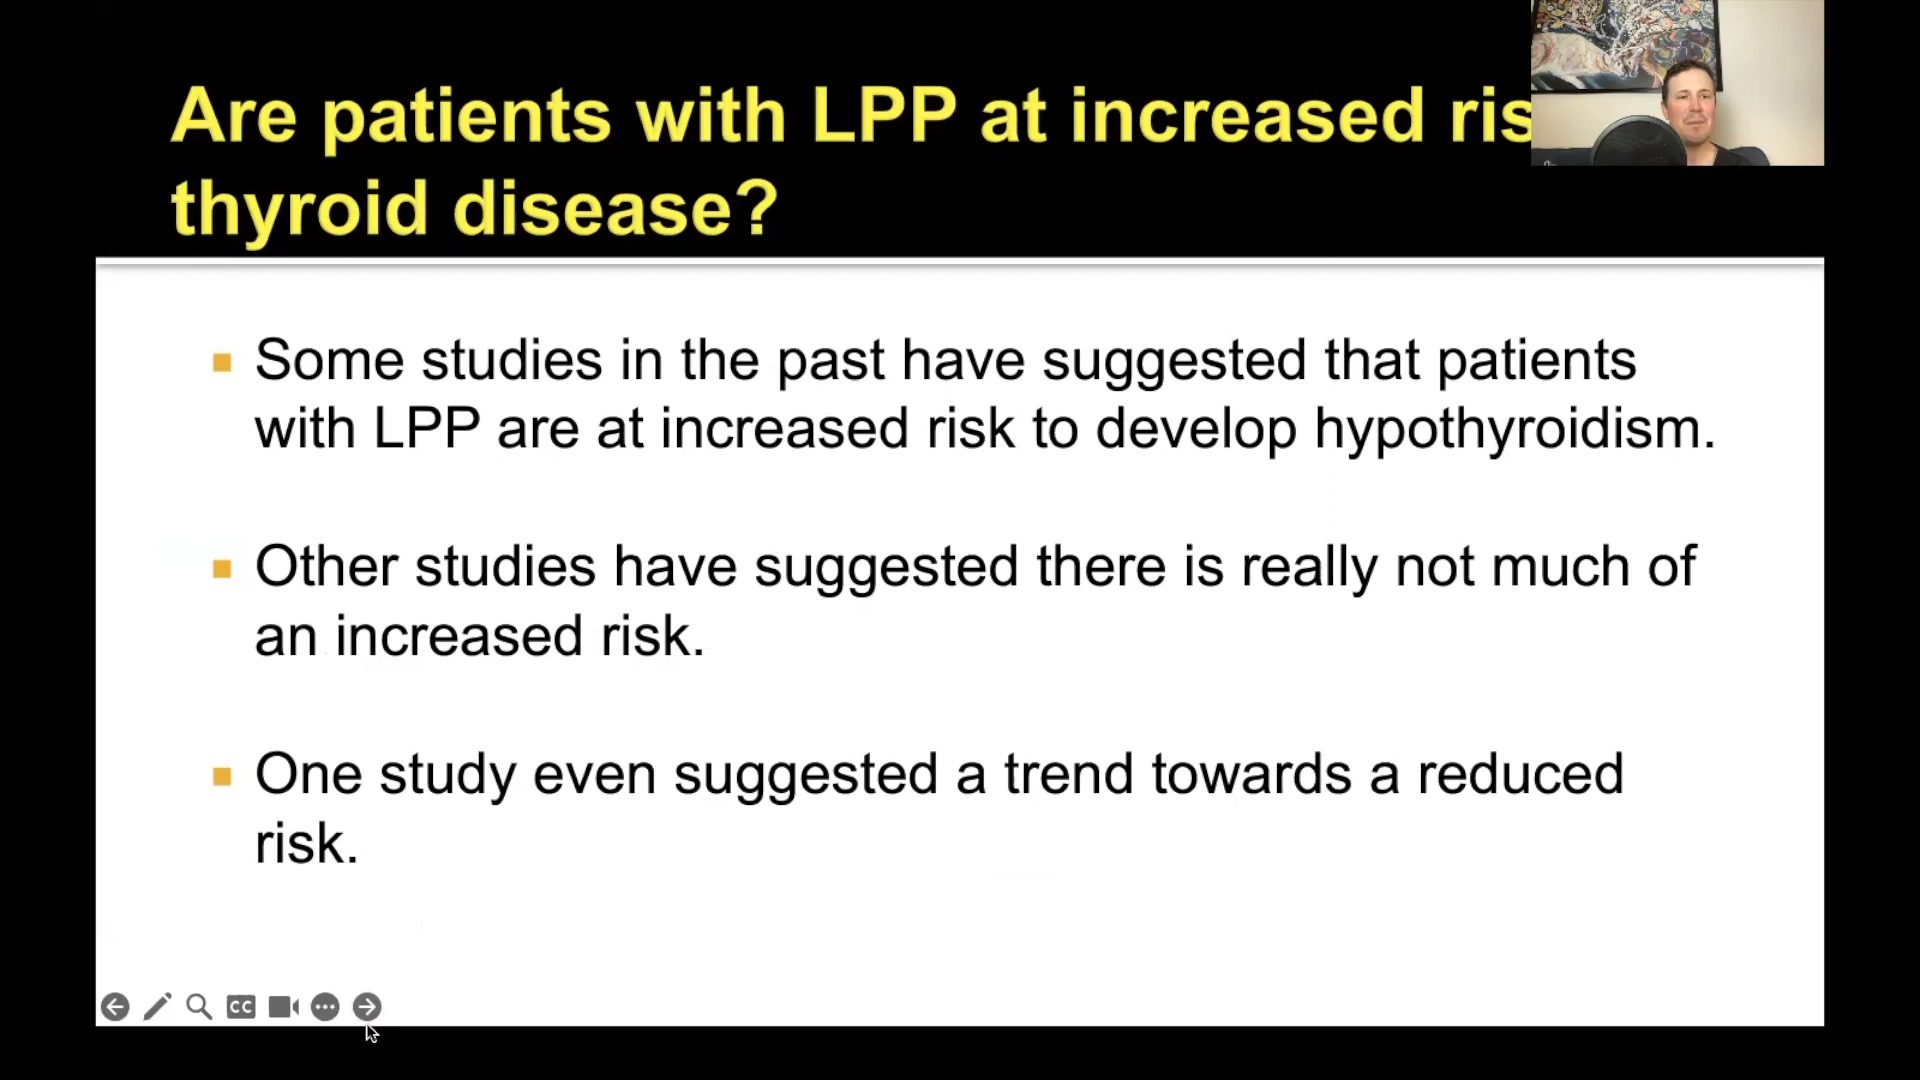 Are patients with LPP at increased ris
thyroid disease?
Some studies in the past have suggested that patients
with LPP are at increased risk to develop hypothyroidism.
Other studies have suggested there is really not much of
an increased risk.
One study even suggested a trend towards a reduced
risk.
CC